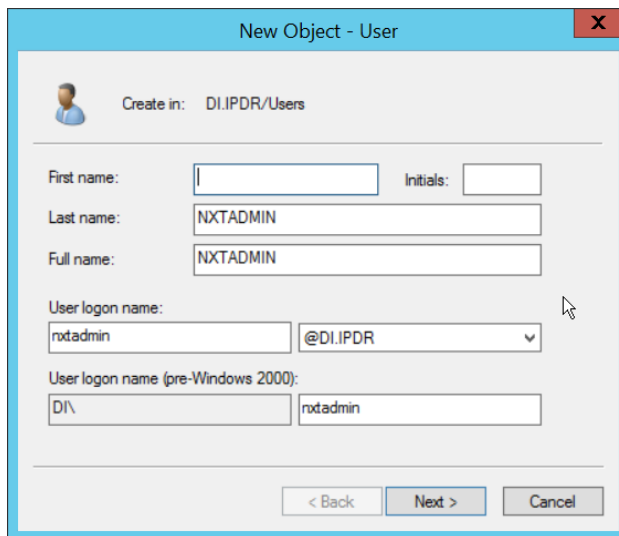 New Object - User
X
Create in: DI.IPDR/Users
First name:
Initials:
Last name: NXTADMIN
Full name: NXTADMIN
User logon name:
nxtadmin @DI.IPDR
User logon name (pre-Windows 2000):
DI\ nxtadmin
< Back Next > Cancel